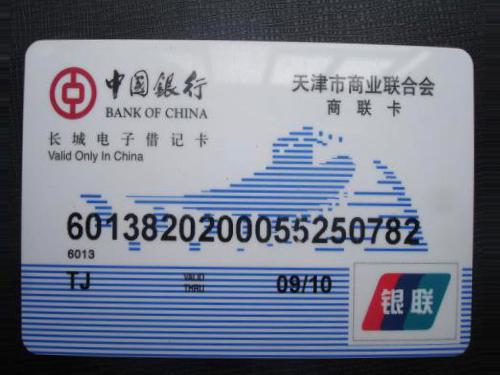 中国銀行
BANK OF CHINA
天津市商业联合会
商联卡
长城电子借记卡
Valid Only In China
6013820200055250782
6013
TJ VALID THRU 09/10
银联